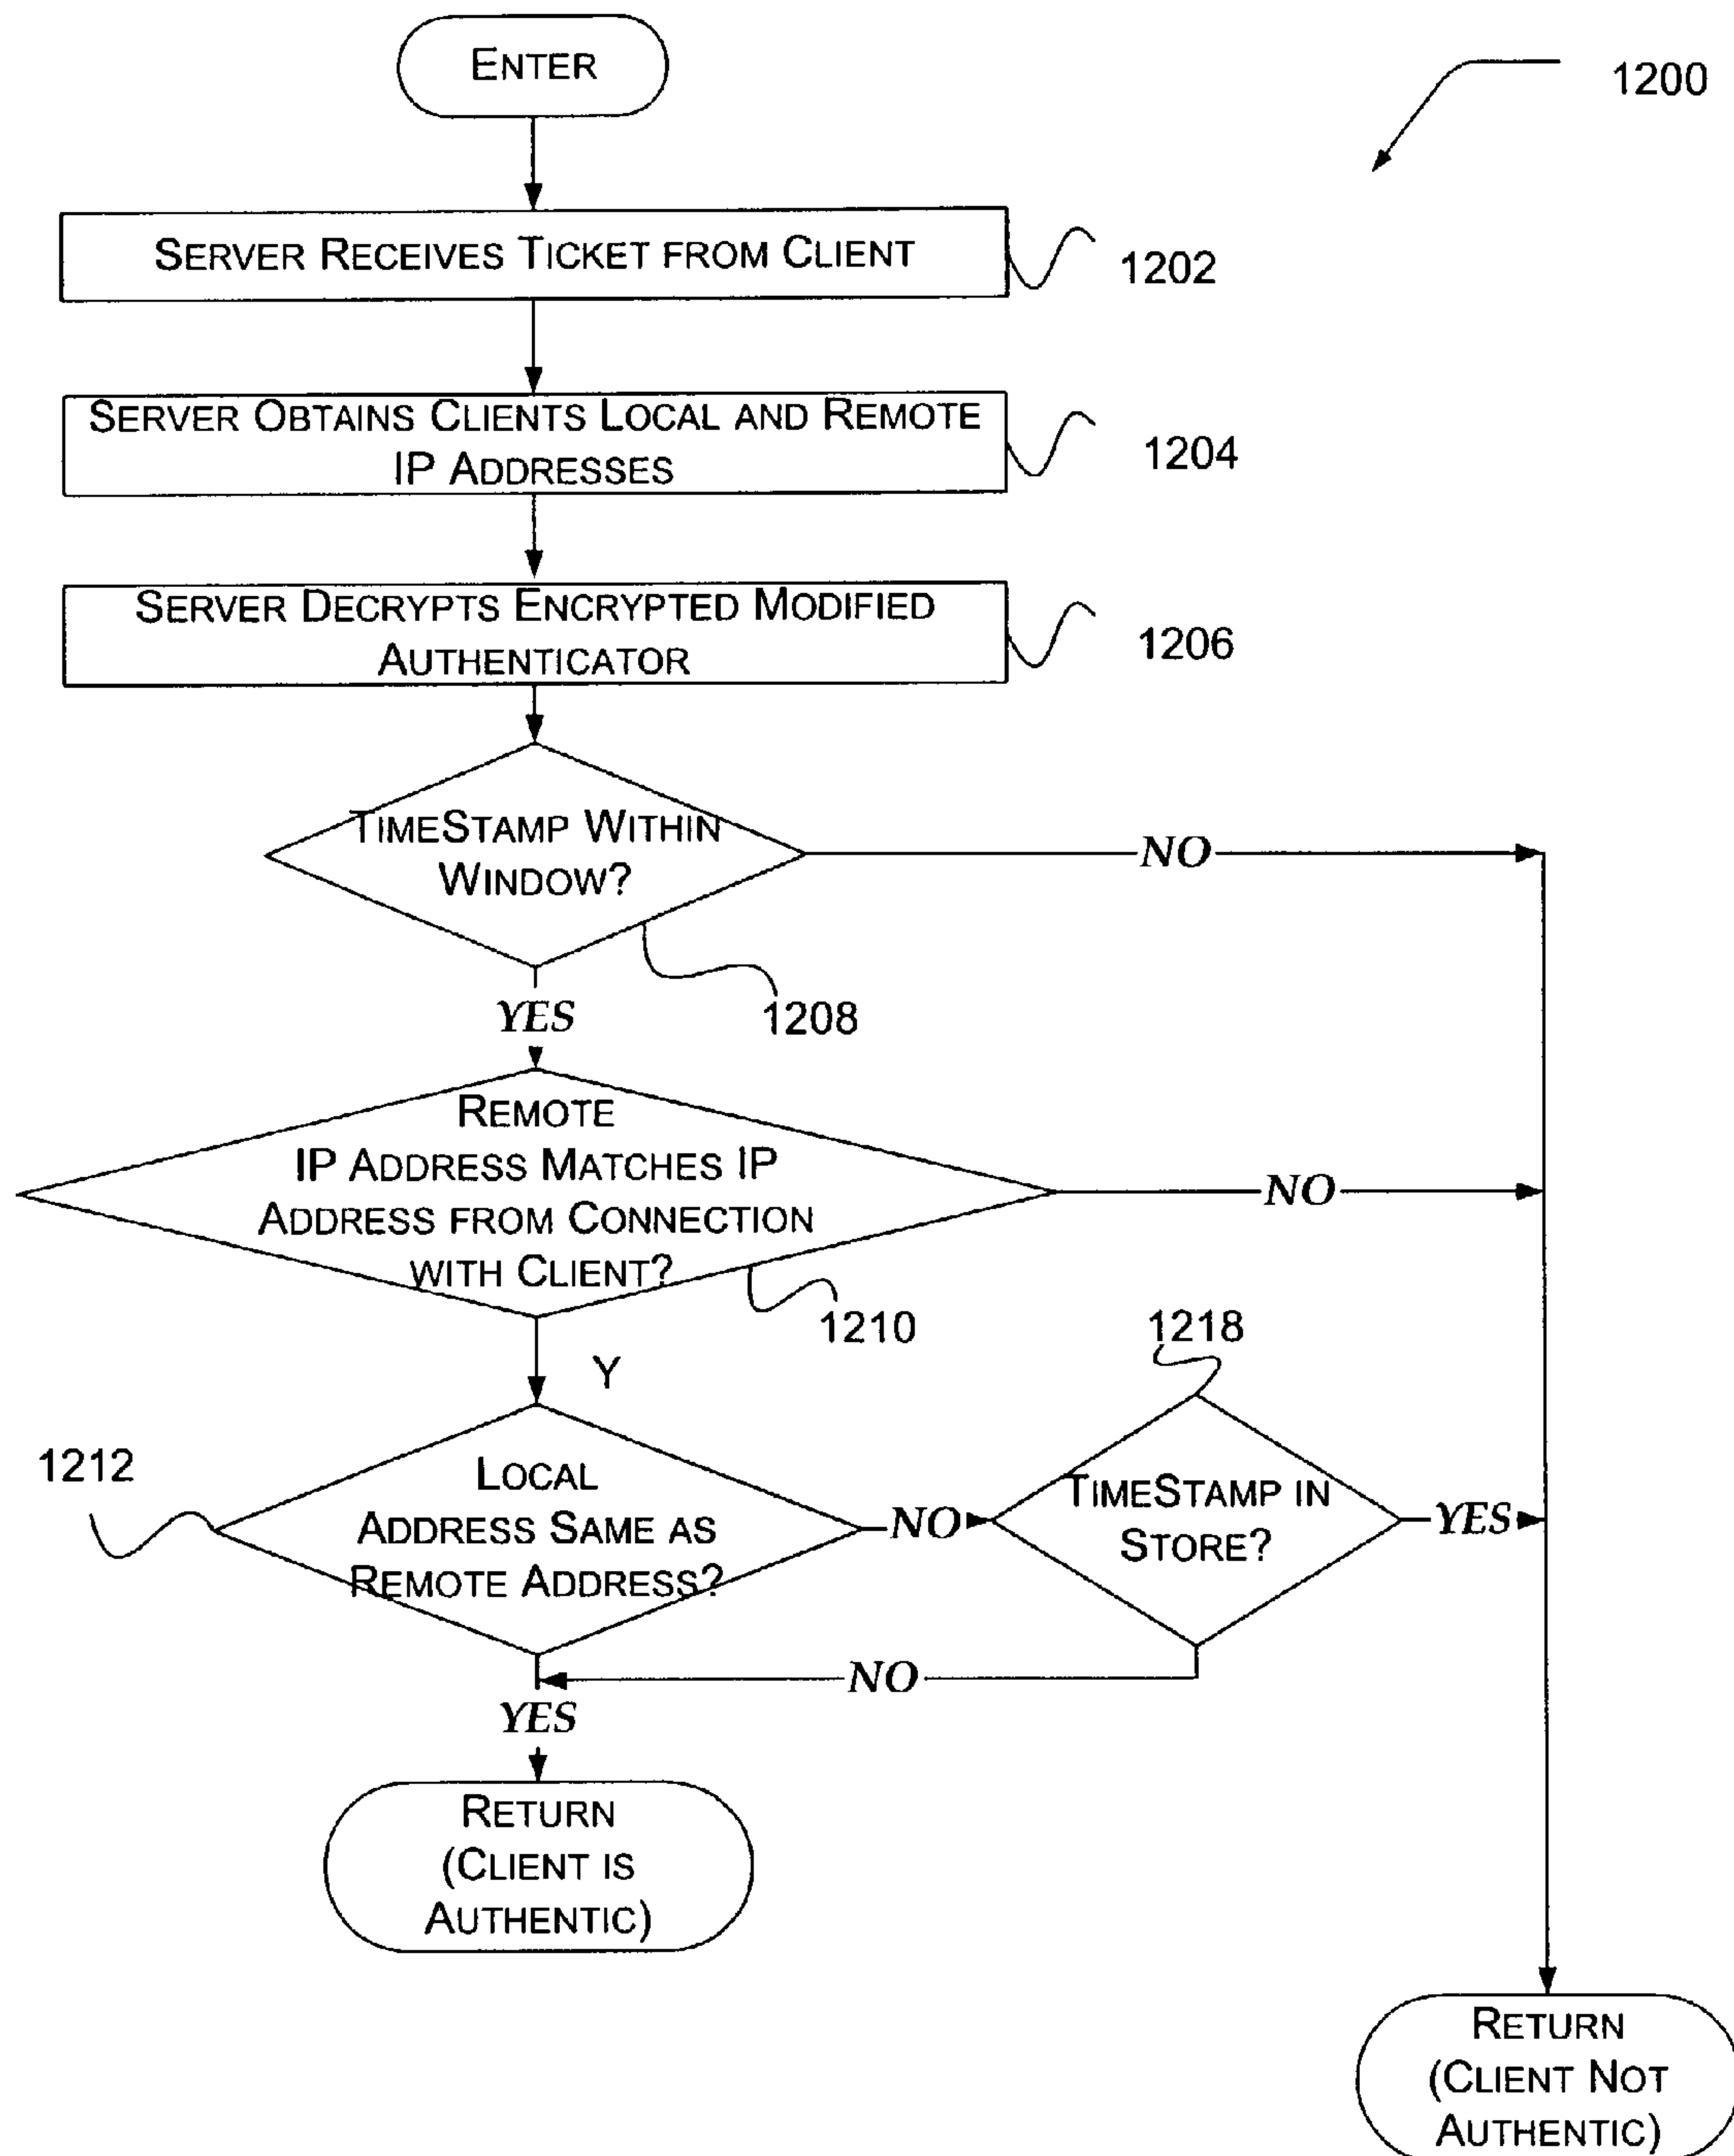 ENTER
1200
SERVER RECEIVES TICKET FROM CLIENT
1202
SERVER OBTAINS CLIENTS LOCAL AND REMOTE
IP ADDRESSES
1204
SERVER DECRYPTS ENCRYPTED MODIFIED
AUTHENTICATOR
1206
TIMESTAMP WITHIN
WINDOW?
NO
1208
YES
REMOTE
IP ADDRESS MATCHES IP
ADDRESS FROM CONNECTION
WITH CLIENT?
NO
1210
Y
1218
1212
LOCAL
ADDRESS SAME AS
REMOTE ADDRESS?
NO
TIMESTAMP IN
STORE?
YES
NO
YES
RETURN
(CLIENT IS
AUTHENTIC)
RETURN
(CLIENT NOT
AUTHENTIC)